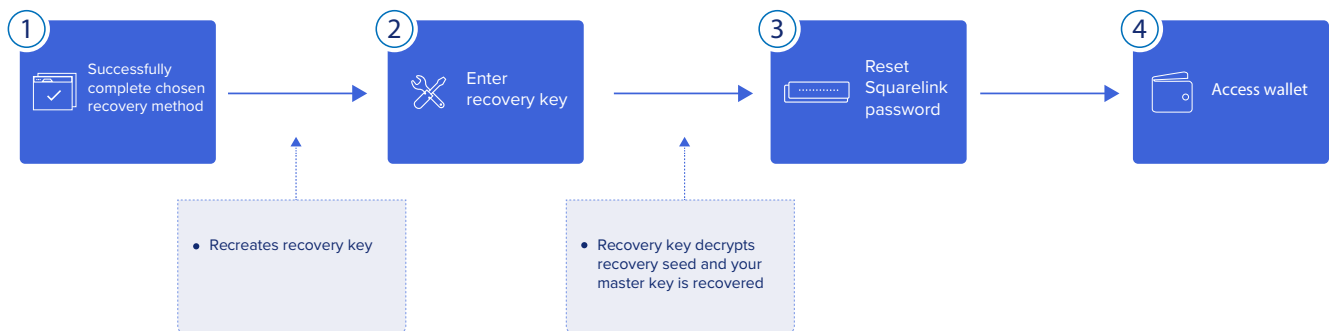 1
Successfully
complete chosen
recovery method
2
Enter
recovery key
3
Reset
Squarelink
password
4
Access wallet
• Recreates recovery key
• Recovery key decrypts
recovery seed and your
master key is recovered